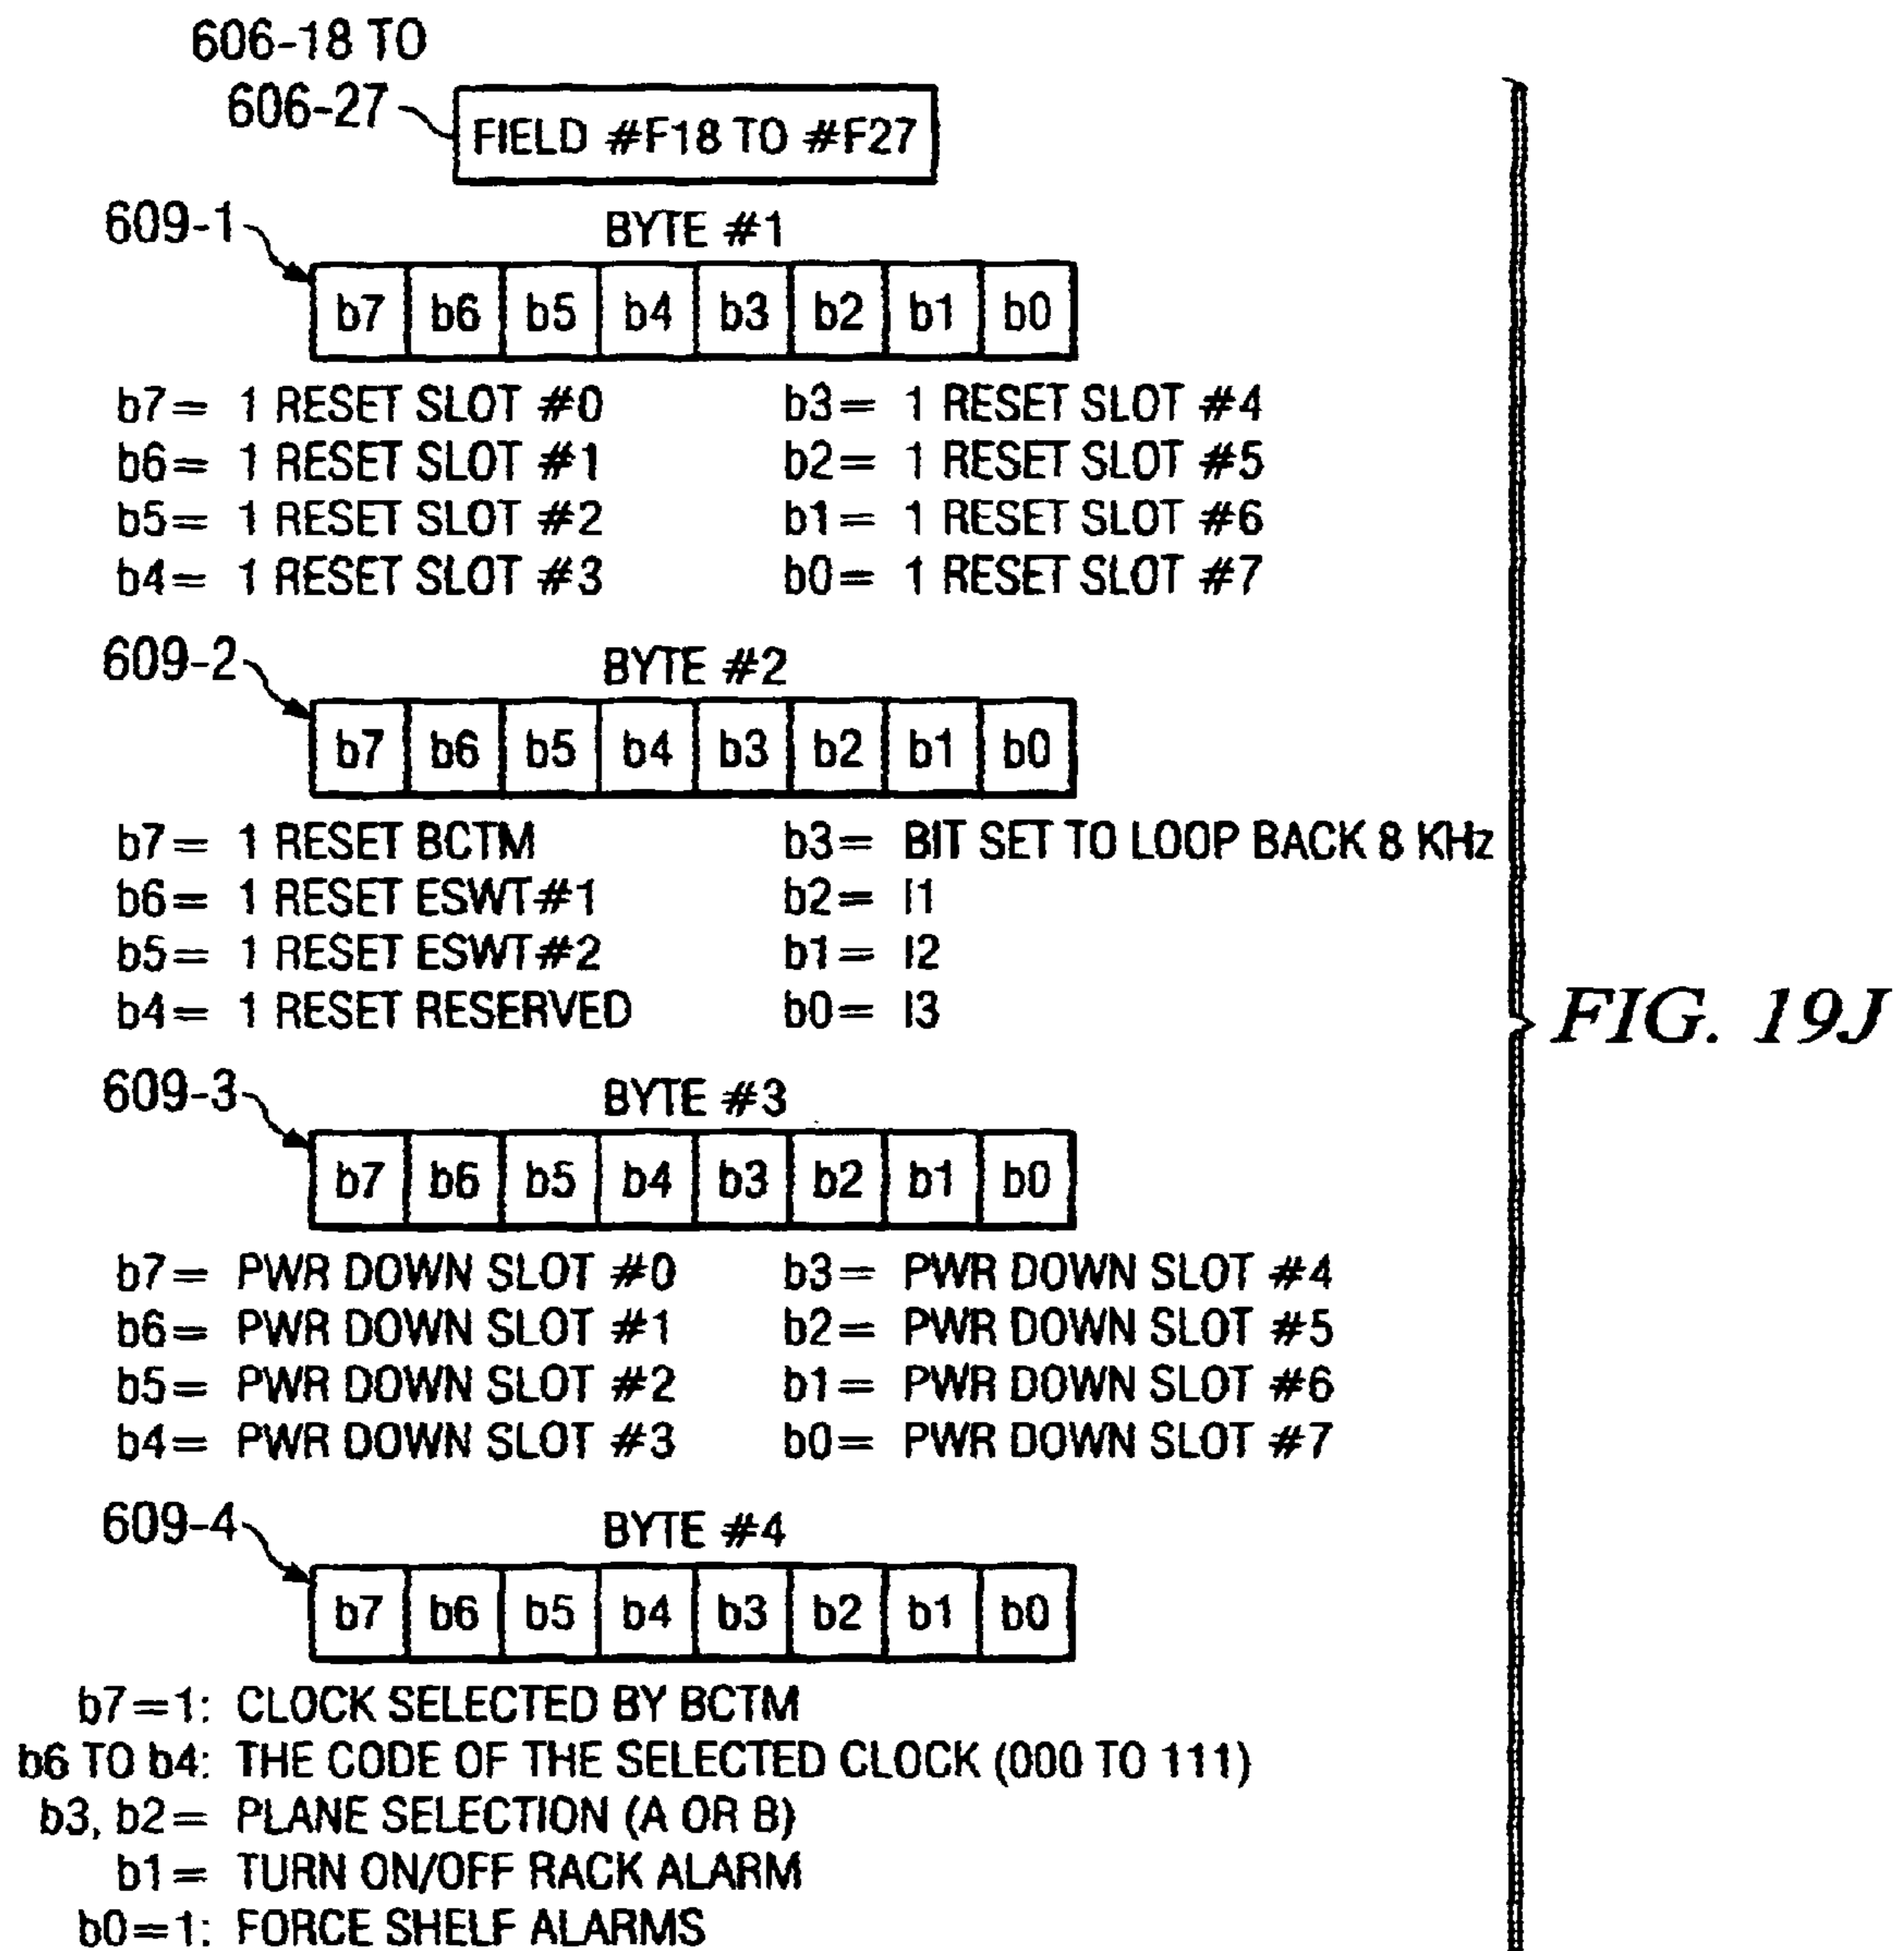 606-18 TO
606-27
FIELD #F18 TO #F27
609-1
BYTE #1
b7 b6 b5 b4 b3 b2 b1 b0
b7= 1 RESET SLOT #0 b3= 1 RESET SLOT #4
b6= 1 RESET SLOT #1 b2= 1 RESET SLOT #5
b5= 1 RESET SLOT #2 b1= 1 RESET SLOT #6
b4= 1 RESET SLOT #3 b0= 1 RESET SLOT #7
609-2
BYTE #2
b7 b6 b5 b4 b3 b2 b1 b0
b7= 1 RESET BCTM b3= BIT SET TO LOOP BACK 8 KHz
b6= 1 RESET ESWT#1 b2= I1
b5= 1 RESET ESWT#2 b1= I2
b4= 1 RESET RESERVED b0= I3
FIG. 19J
609-3
BYTE #3
b7 b6 b5 b4 b3 b2 b1 b0
b7= PWR DOWN SLOT #0 b3= PWR DOWN SLOT #4
b6= PWR DOWN SLOT #1 b2= PWR DOWN SLOT #5
b5= PWR DOWN SLOT #2 b1= PWR DOWN SLOT #6
b4= PWR DOWN SLOT #3 b0= PWR DOWN SLOT #7
609-4
BYTE #4
b7 b6 b5 b4 b3 b2 b1 b0
b7=1: CLOCK SELECTED BY BCTM
b6 TO b4: THE CODE OF THE SELECTED CLOCK (000 TO 111)
b3, b2= PLANE SELECTION (A OR B)
b1= TURN ON/OFF RACK ALARM
b0=1: FORCE SHELF ALARMS